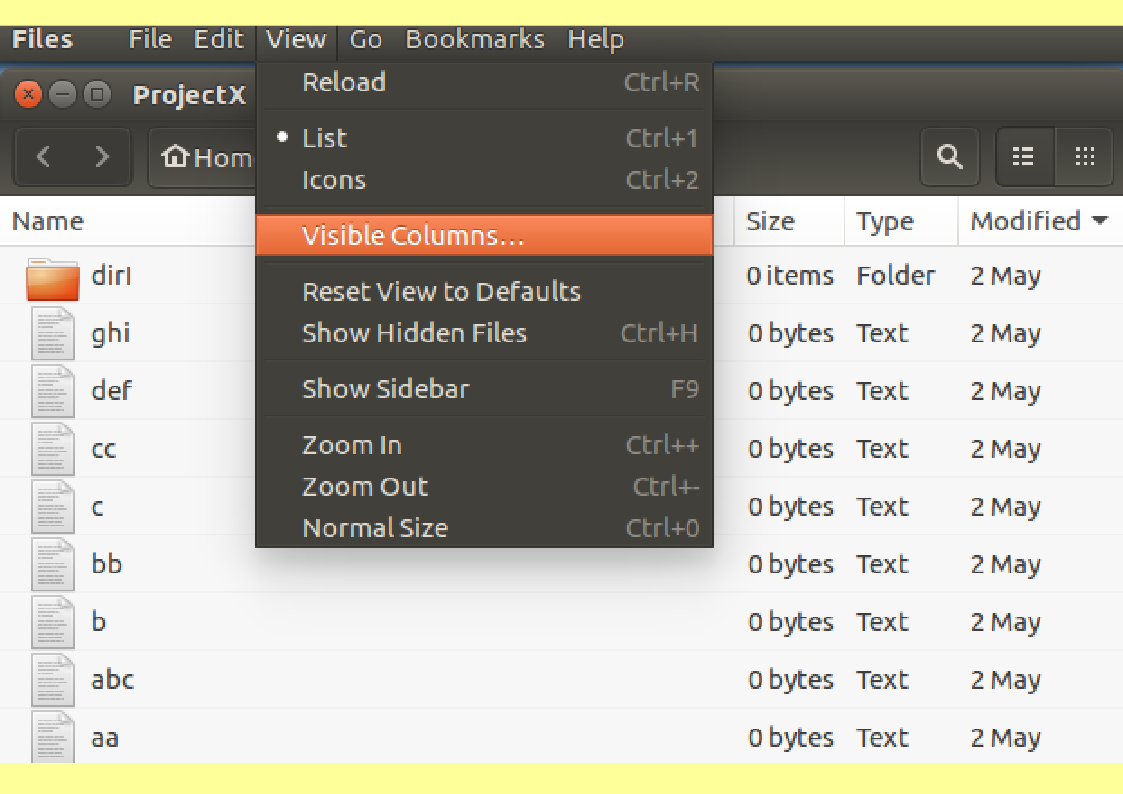 Files File Edit View Go Bookmarks Help
Reload Ctrl+R
ProjectX
List Ctrl+1
Icons Ctrl+2
Visible Columns...
Reset View to Defaults
Show Hidden Files Ctrl+H
Show Sidebar F9
Zoom In Ctrl++
Zoom Out Ctrl+-
Normal Size Ctrl+0
Name Size Type Modified
dirI 0 items Folder 2 May
ghi 0 bytes Text 2 May
def 0 bytes Text 2 May
cc 0 bytes Text 2 May
c 0 bytes Text 2 May
bb 0 bytes Text 2 May
b 0 bytes Text 2 May
abc 0 bytes Text 2 May
aa 0 bytes Text 2 May